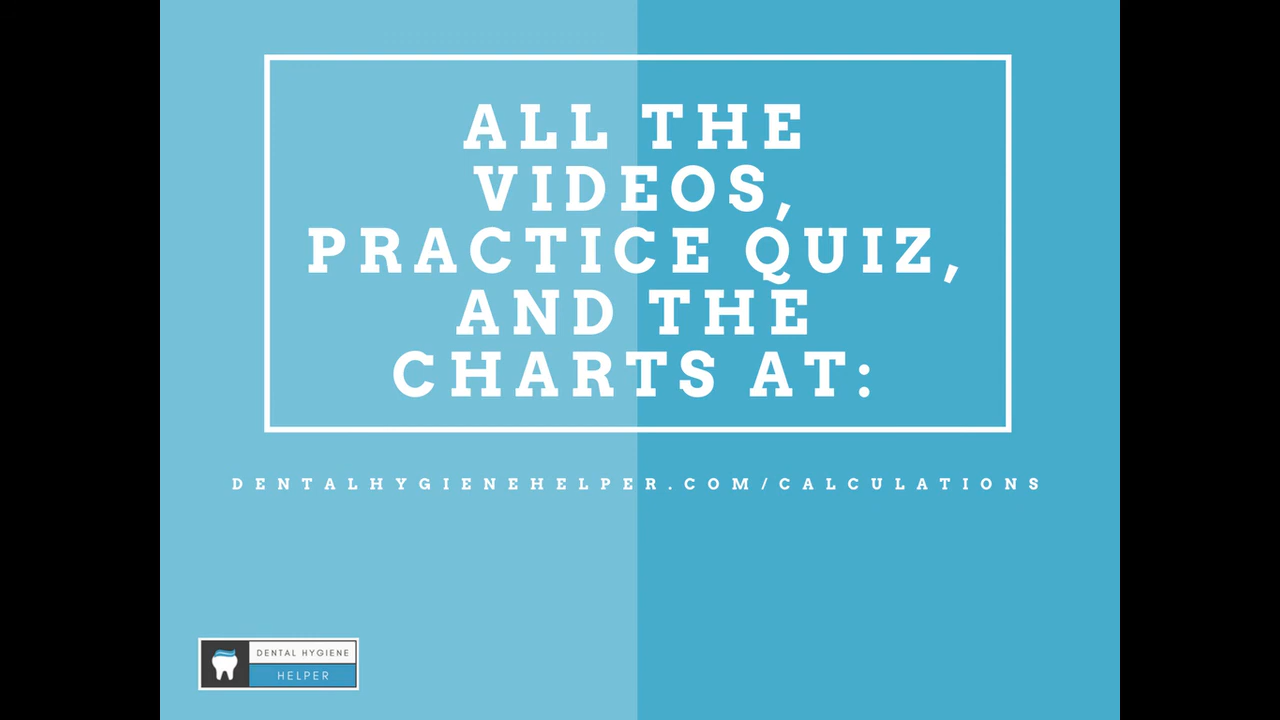 ALL THE
VIDEOS,
PRACTICE QUIZ,
AND THE
CHARTS AT:
DENTALHYGIENEHELPER.COM/CALCULATIONS
DENTAL HYGIENE
HELPER